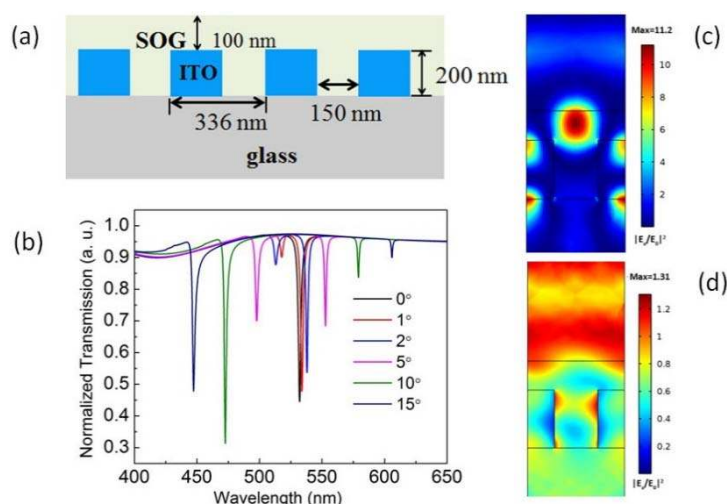 (a)
SOG
100 nm
ITO
200 nm
336 nm
150 nm
glass
(b)
Normalized Transmission (a. u.)
1.0
0.9
0.8
0.7
0.6
0.5
0.4
0.3
0°
1°
2°
5°
10°
15°
400 450 500 550 600 650
Wavelength (nm)
(c)
Max=11.2
10
8
6
4
2
|Eₓ/E₀|²
(d)
Max=1.31
1.2
1
0.8
0.6
0.4
0.2